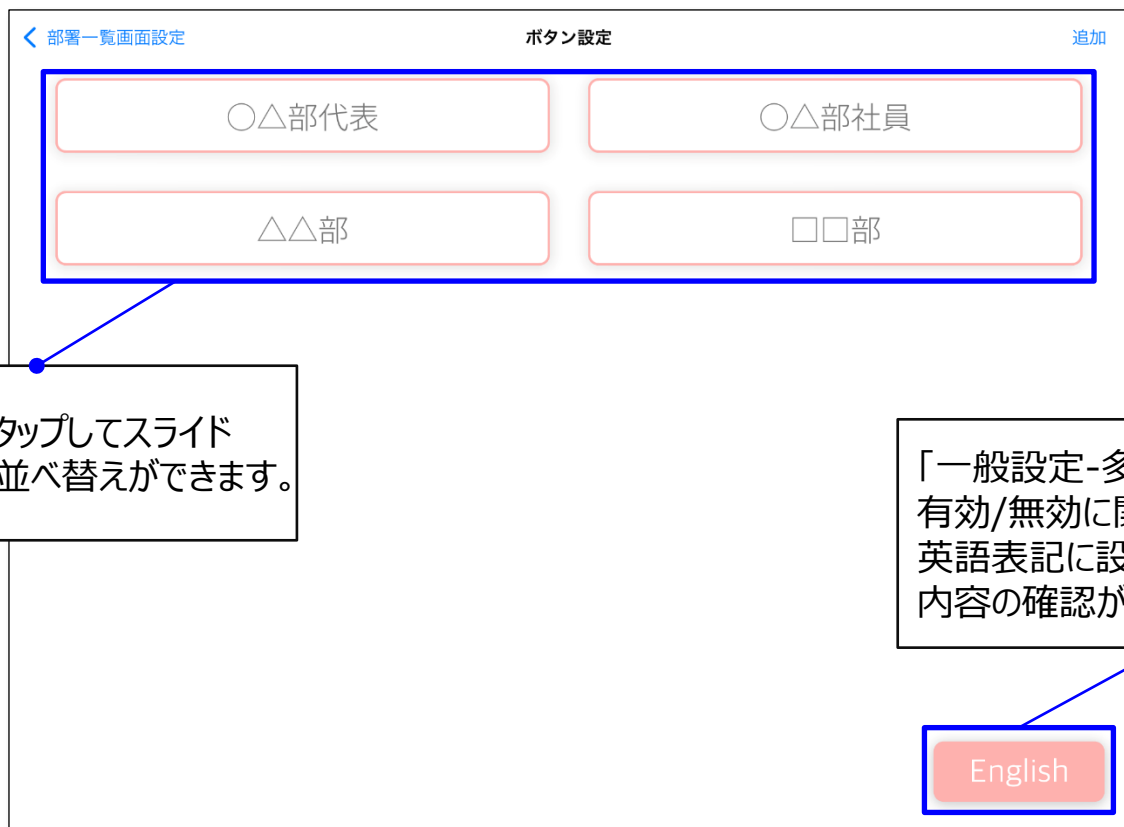 部署一覧画面設定
ボタン設定
追加
○△部代表
○△部社員
△△部
□□部
タップしてスライド
並べ替えができます。
「一般設定-多
有効/無効に
英語表記に設
内容の確認が
English